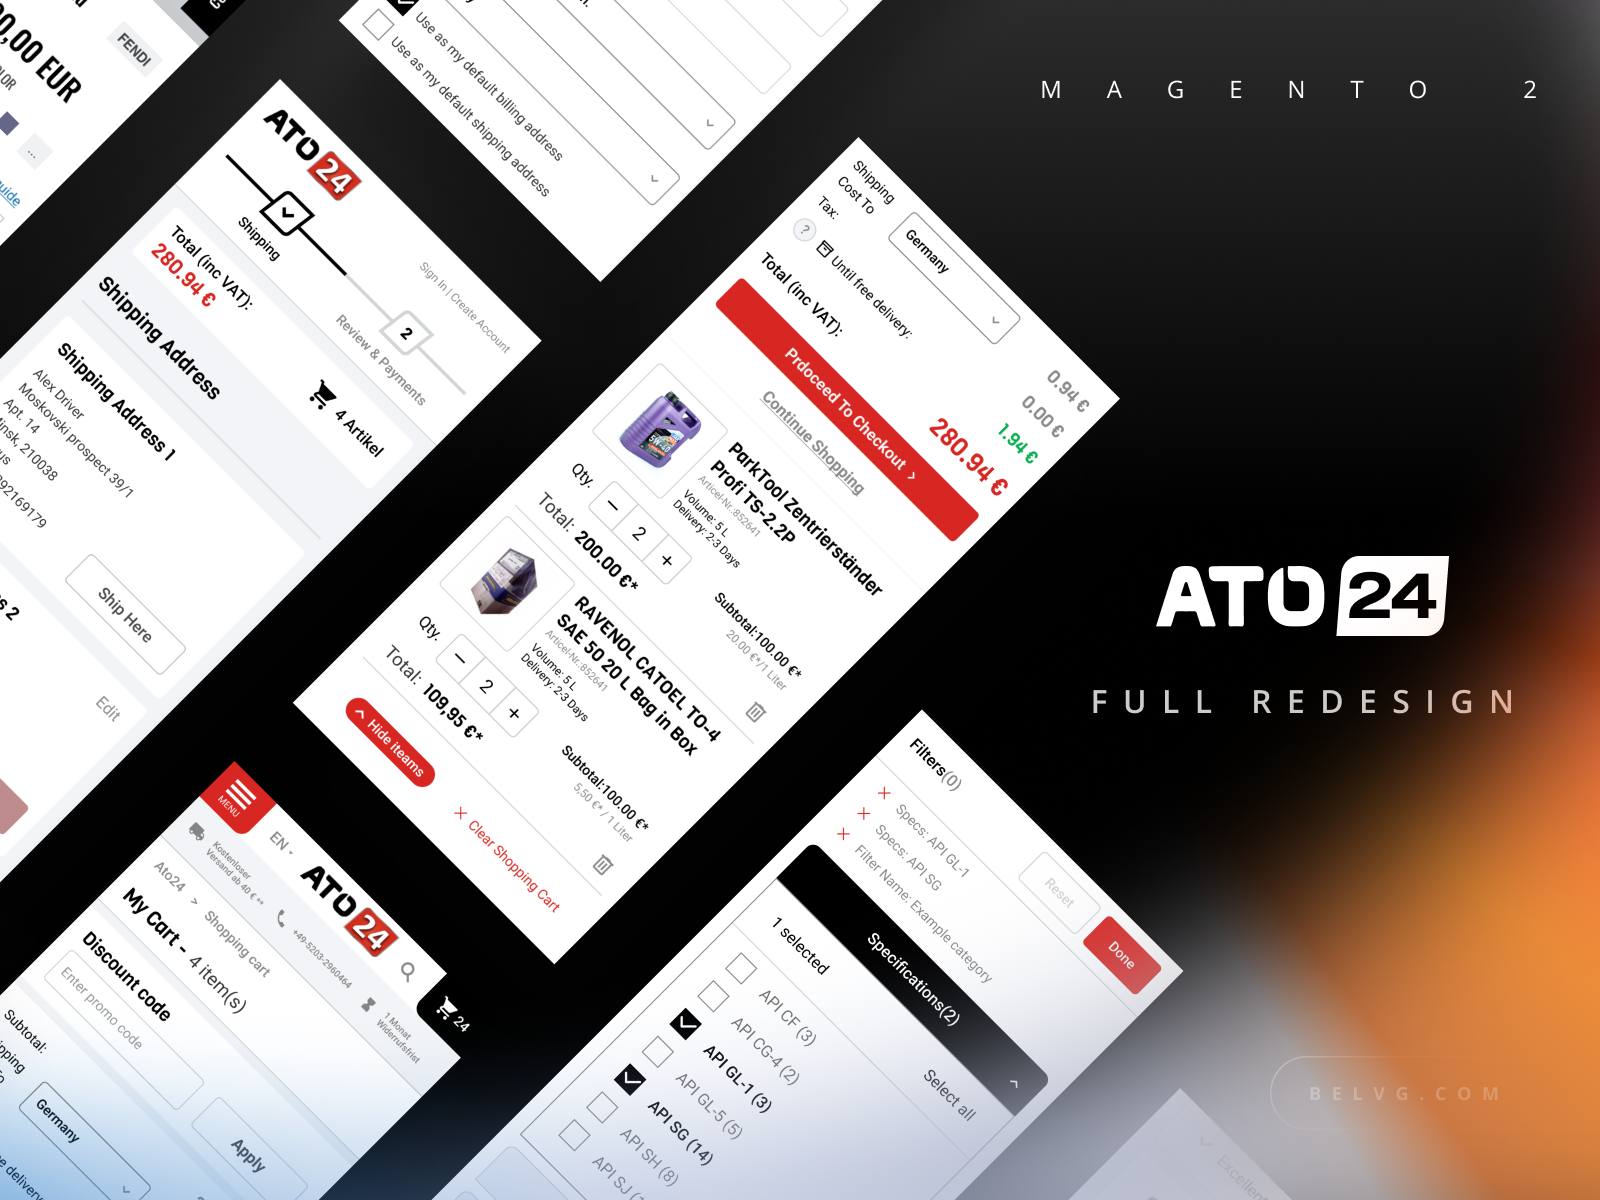 00,00 EUR
FENDI
...
guide
Use as my default billing address
Use as my default shipping address
MAGENTO 2
ATO 24
Shipping
2
Review & Payments
Sign In | Create Account
Total (inc VAT):
280.94 €
4 Artikel
Shipping Address
Shipping Address 1
Alex Driver
Moskovski prospect 39/1
Apt. 14
Minsk, 210038
92169179
Ship Here
Edit
Shipping
Cost To
Germany
Tax:
?
Until free delivery:
Total (inc VAT):
0.94 €
0.00 €
1.94 €
280.94 €
Prdoceed To Checkout
Continue Shopping
ParkTool Zentrierständer
Profi TS-2.2P
Articel-Nr.:852641
Volume: 5 L
Delivery: 2-3 Days
Qty.
− 2 +
Total: 200.00 €*
Subtotal:100.00 €*
20.00 €*/1 Liter
RAVENOL CATOEL TO-4
SAE 50 20 L Bag in Box
Articel-Nr.:852641
Volume: 5 L
Delivery: 2-3 Days
Qty.
− 2 +
Total: 109,95 €*
Subtotal:100.00 €*
5,50 €* / 1 Liter
Hide iteams
Clear Shopping Cart
MENU
EN
ATO 24
24
Kostenloser
Versand ab 40 € **
+49-5203-2960464
1 Monat
Widerrufsfrist
Ato24 > Shopping cart
My Cart - 4 item(s)
Discount code
Enter promo code
Apply
Subtotal:
Germany
Filters(0)
Specs: API GL-1
Specs: API SG
Filter Name: Example category
Reset
Done
Specifications(2)
1 selected
Select all
API CF (3)
API CG-4 (2)
API GL-1 (3)
API GL-5 (5)
API SG (14)
API SH (8)
API SJ
ATO 24
FULL REDESIGN
BELVG.COM
Excellent